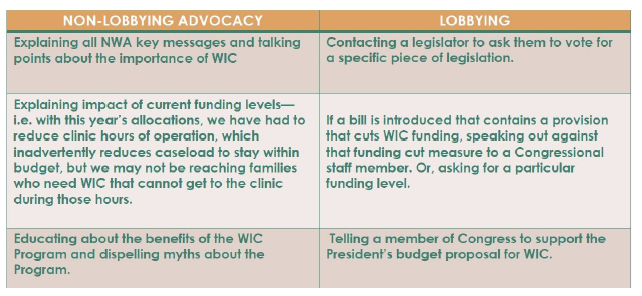 NON-LOBBYING ADVOCACY
LOBBYING
Explaining all NWA key messages and talking
points about the importance of WIC
Contacting a legislator to ask them to vote for
a specific piece of legislation.
Explaining impact of current funding levels—
i.e. with this year's allocations, we have had to
reduce clinic hours of operation, which
inadvertently reduces caseload to stay within
budget, but we may not be reaching families
who need WIC that cannot get to the clinic
during those hours.
If a bill is introduced that contains a provision
that cuts WIC funding, speaking out against
that funding cut measure to a Congressional
staff member. Or, asking for a particular
funding level.
Educating about the benefits of the WIC
Program and dispelling myths about the
Program.
Telling a member of Congress to support the
President's budget proposal for WIC.